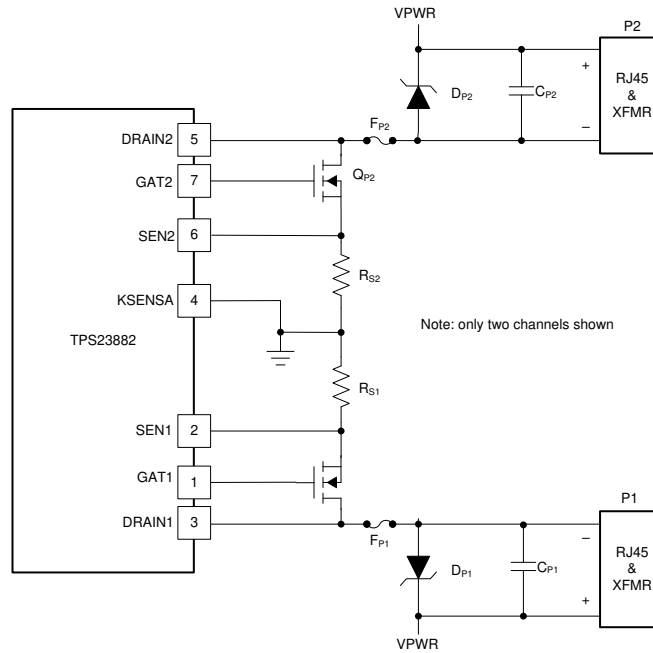 VPWR
P2
RJ45
&
XFMR
+
–
DP2
CP2
FP2
DRAIN2 5
GAT2 7
QP2
SEN2 6
RS2
KSENSA 4
Note: only two channels shown
TPS23882
RS1
SEN1 2
GAT1 1
DRAIN1 3
FP1
P1
–
RJ45
&
XFMR
+
DP1
CP1
VPWR